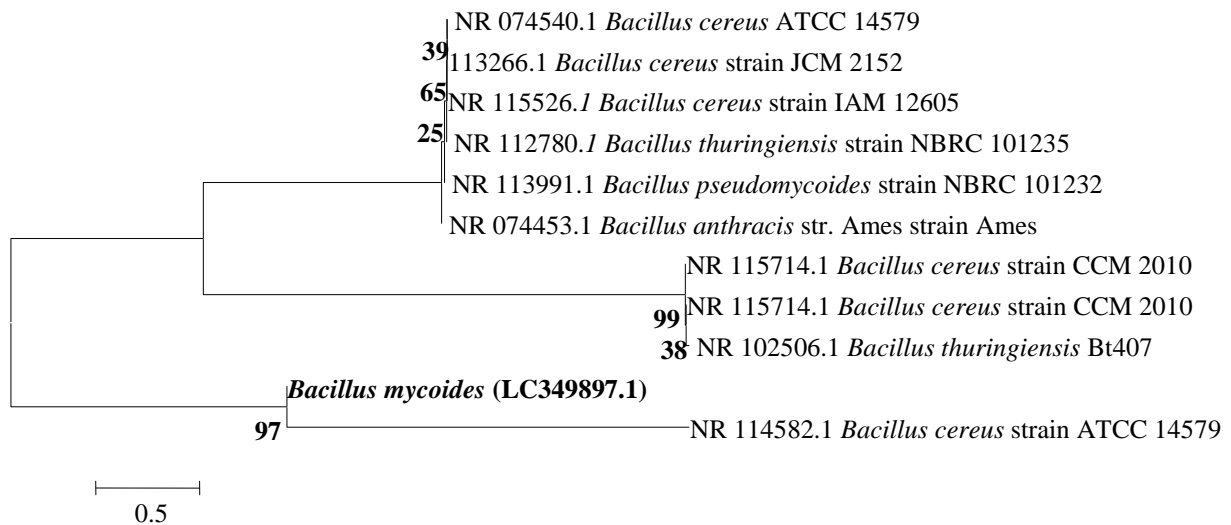 NR 074540.1 Bacillus cereus ATCC 14579
39
113266.1 Bacillus cereus strain JCM 2152
65
NR 115526.1 Bacillus cereus strain IAM 12605
25
NR 112780.1 Bacillus thuringiensis strain NBRC 101235
NR 113991.1 Bacillus pseudomycoides strain NBRC 101232
NR 074453.1 Bacillus anthracis str. Ames strain Ames
NR 115714.1 Bacillus cereus strain CCM 2010
NR 115714.1 Bacillus cereus strain CCM 2010
99
38
NR 102506.1 Bacillus thuringiensis Bt407
Bacillus mycoides (LC349897.1)
97
NR 114582.1 Bacillus cereus strain ATCC 14579
0.5